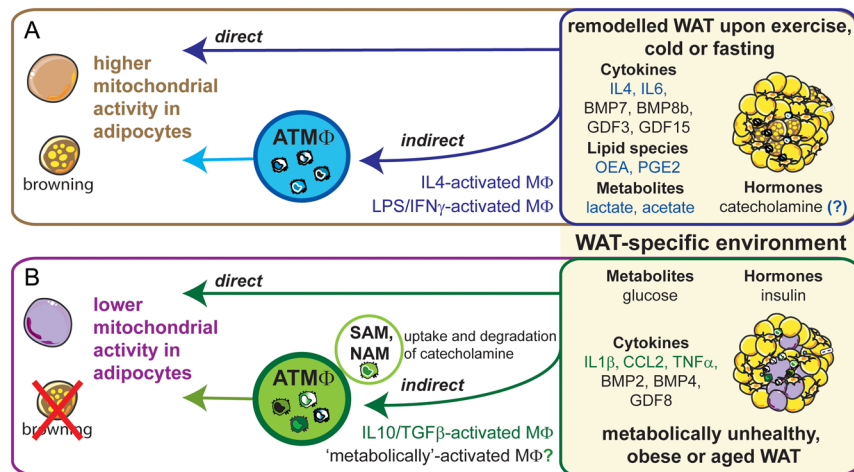 A
direct
higher
mitochondrial
activity in
adipocytes
browning
ATMΦ
indirect
IL4-activated MΦ
LPS/IFNγ-activated MΦ
remodelled WAT upon exercise,
cold or fasting
Cytokines
IL4, IL6,
BMP7, BMP8b,
GDF3, GDF15
Lipid species
OEA, PGE2
Metabolites
lactate, acetate
Hormones
catecholamine (?)
WAT-specific environment
B
direct
lower
mitochondrial
activity in
adipocytes
browning
ATMΦ
SAM,
NAM
uptake and degradation
of catecholamine
indirect
IL10/TGFβ-activated MΦ
‘metabolically’-activated MΦ?
Metabolites
glucose
Hormones
insulin
Cytokines
IL1β, CCL2, TNFα,
BMP2, BMP4,
GDF8
metabolically unhealthy,
obese or aged WAT